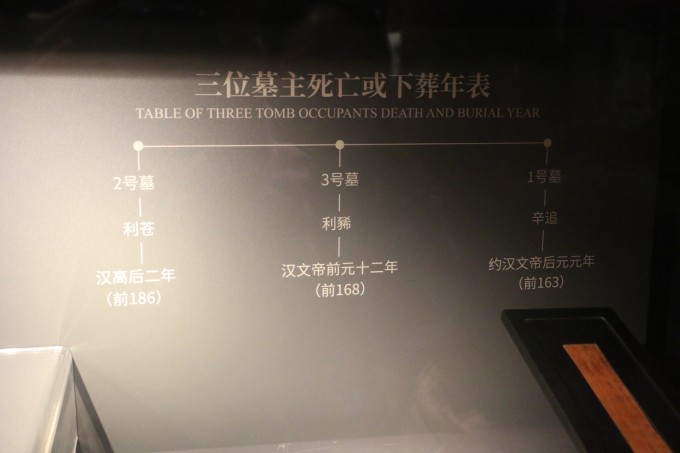 三位墓主死亡或下葬年表
TABLE OF THREE TOMB OCCUPANTS DEATH AND BURIAL YEAR
2号墓
利苍
汉高后二年
（前186）
3号墓
利豨
汉文帝前元十二年
（前168）
1号墓
辛追
约汉文帝后元元年
（前163）